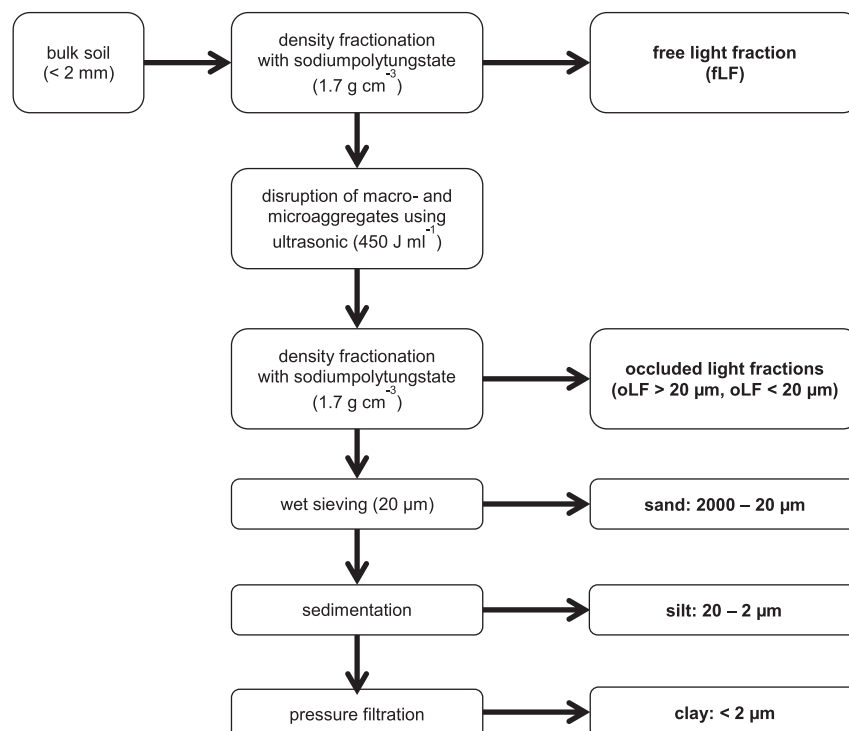 bulk soil
(< 2 mm)
density fractionation
with sodiumpolytungstate
(1.7 g cm⁻³)
free light fraction
(fLF)
disruption of macro- and
microaggregates using
ultrasonic (450 J ml⁻¹)
density fractionation
with sodiumpolytungstate
(1.7 g cm⁻³)
occluded light fractions
(oLF > 20 µm, oLF < 20 µm)
wet sieving (20 µm)
sand: 2000 – 20 µm
sedimentation
silt: 20 – 2 µm
pressure filtration
clay: < 2 µm